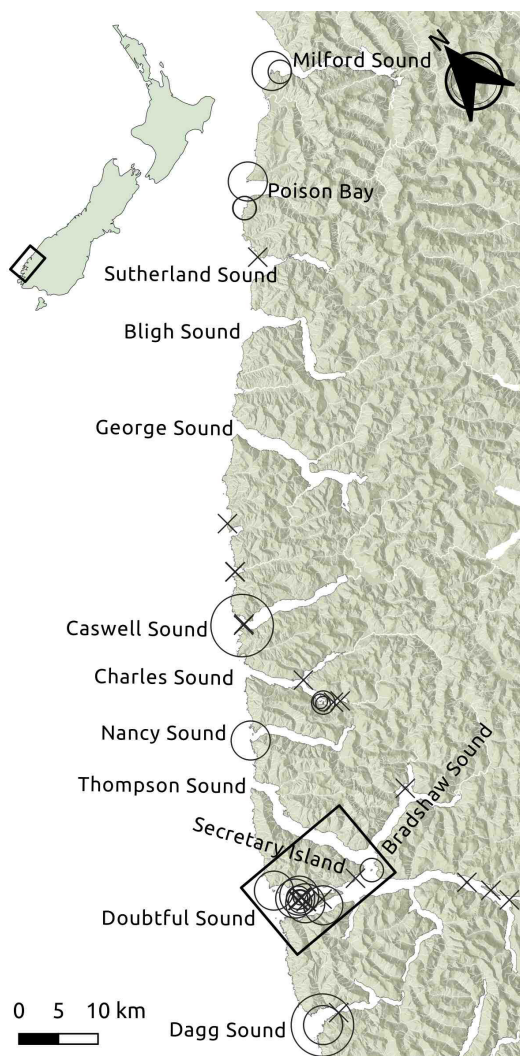 N
Milford Sound
Poison Bay
Sutherland Sound
Bligh Sound
George Sound
Caswell Sound
Charles Sound
Nancy Sound
Thompson Sound
Bradshaw Sound
Secretary Island
Doubtful Sound
0 5 10 km
Dagg Sound